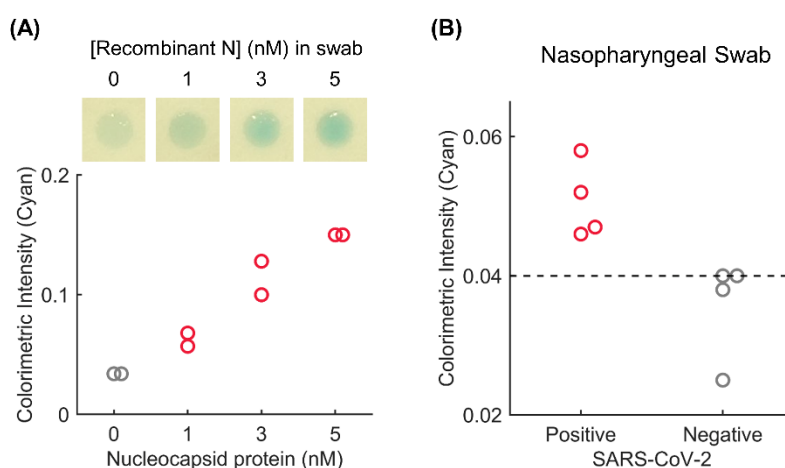 (A)
[Recombinant N] (nM) in swab
0 1 3 5
Colorimetric Intensity (Cyan)
0.2
0.1
0
0 1 3 5
Nucleocapsid protein (nM)
(B)
Nasopharyngeal Swab
Colorimetric Intensity (Cyan)
0.06
0.04
0.02
Positive Negative
SARS-CoV-2